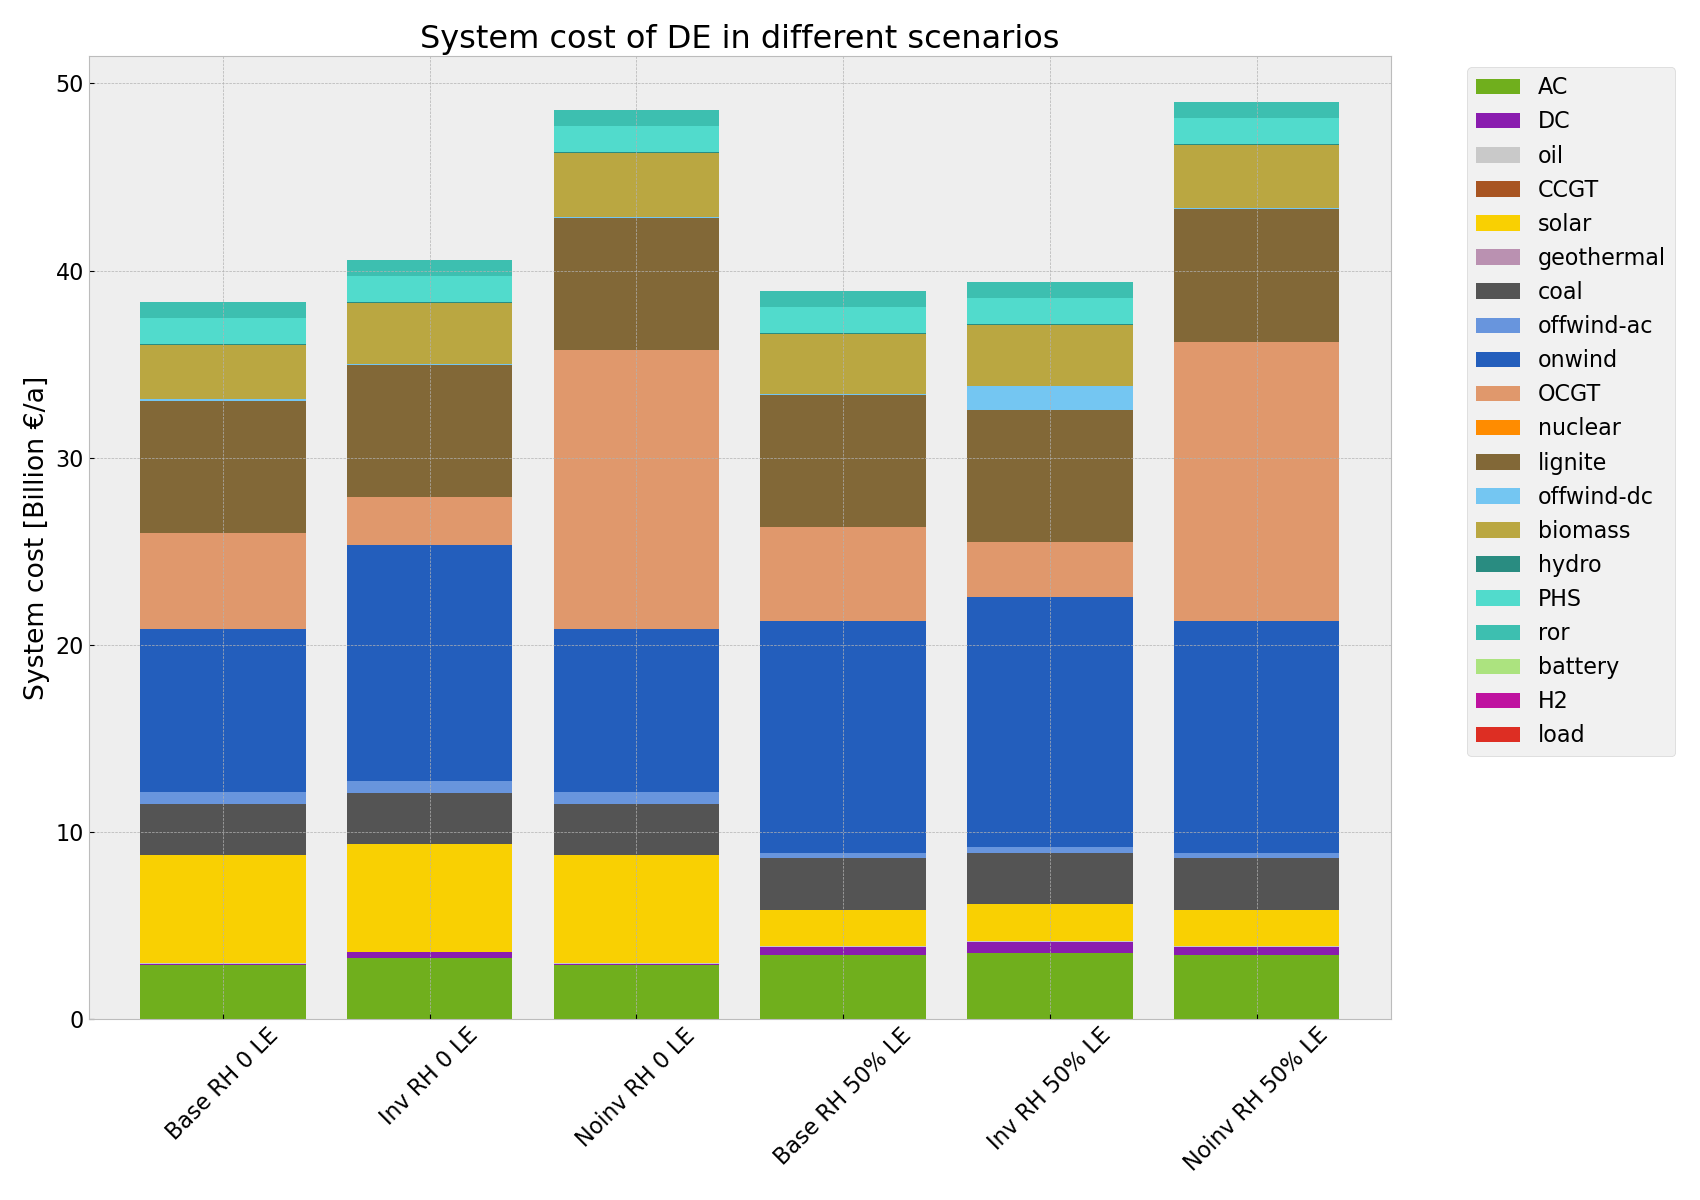 System cost of DE in different scenarios
System cost [Billion €/a]
50
40
30
20
10
0
Base RH 0 LE
Inv RH 0 LE
Noinv RH 0 LE
Base RH 50% LE
Inv RH 50% LE
Noinv RH 50% LE
AC
DC
oil
CCGT
solar
geothermal
coal
offwind-ac
onwind
OCGT
nuclear
lignite
offwind-dc
biomass
hydro
PHS
ror
battery
H2
load